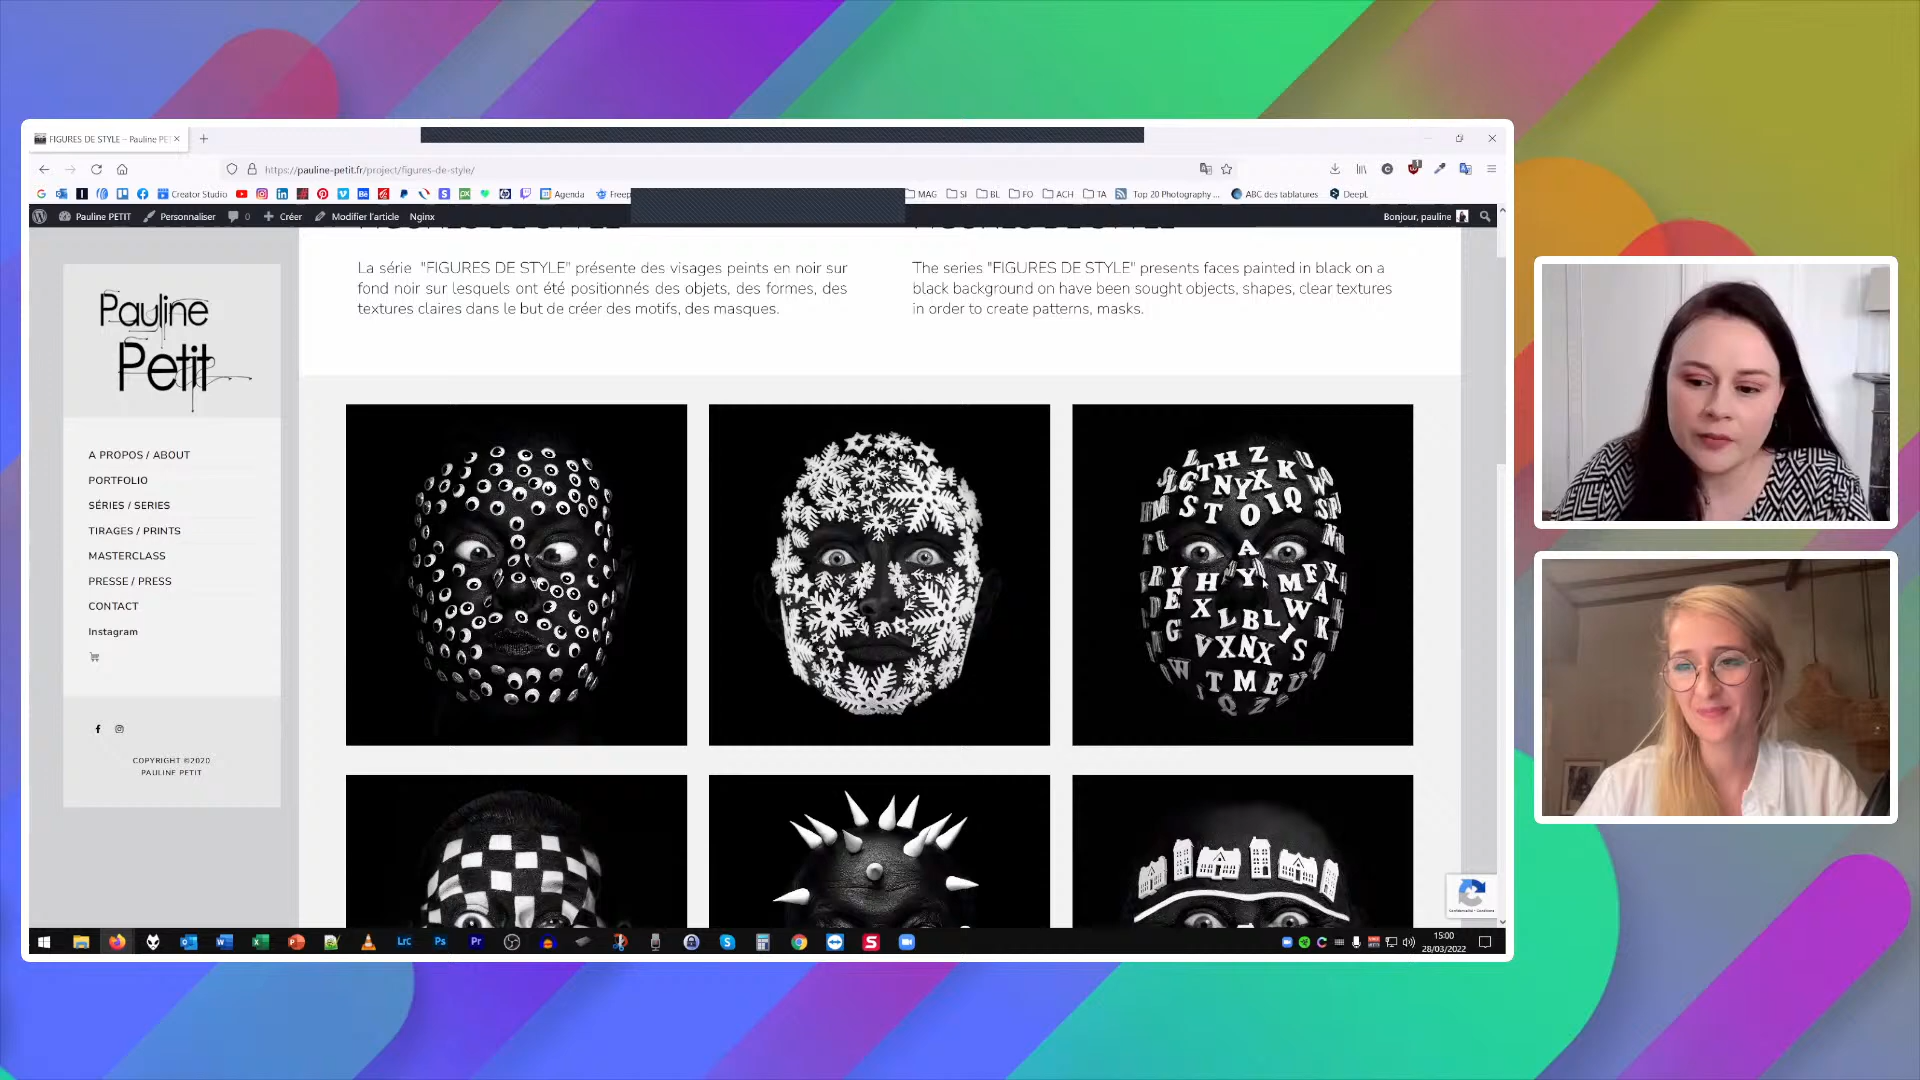 FIGURES DE STYLE – Pauline PE
https://pauline-petit.fr/project/figures-de-style/
Creator Studio
Agenda
Freep
MAG
SI
BL
FO
ACH
TA
Top 20 Photography ...
ABC des tablatures
DeepL
Pauline PETIT
Personnaliser
0
Créer
Modifier l'article
Nginx
Bonjour, pauline
Pauline
Petit
A PROPOS / ABOUT
PORTFOLIO
SÉRIES / SERIES
TIRAGES / PRINTS
MASTERCLASS
PRESSE / PRESS
CONTACT
Instagram
COPYRIGHT ©2020
PAULINE PETIT
La série "FIGURES DE STYLE" présente des visages peints en noir sur
fond noir sur lesquels ont été positionnés des objets, des formes, des
textures claires dans le but de créer des motifs, des masques.
The series "FIGURES DE STYLE" presents faces painted in black on a
black background on have been sought objects, shapes, clear textures
in order to create patterns, masks.
15:00
28/03/2022